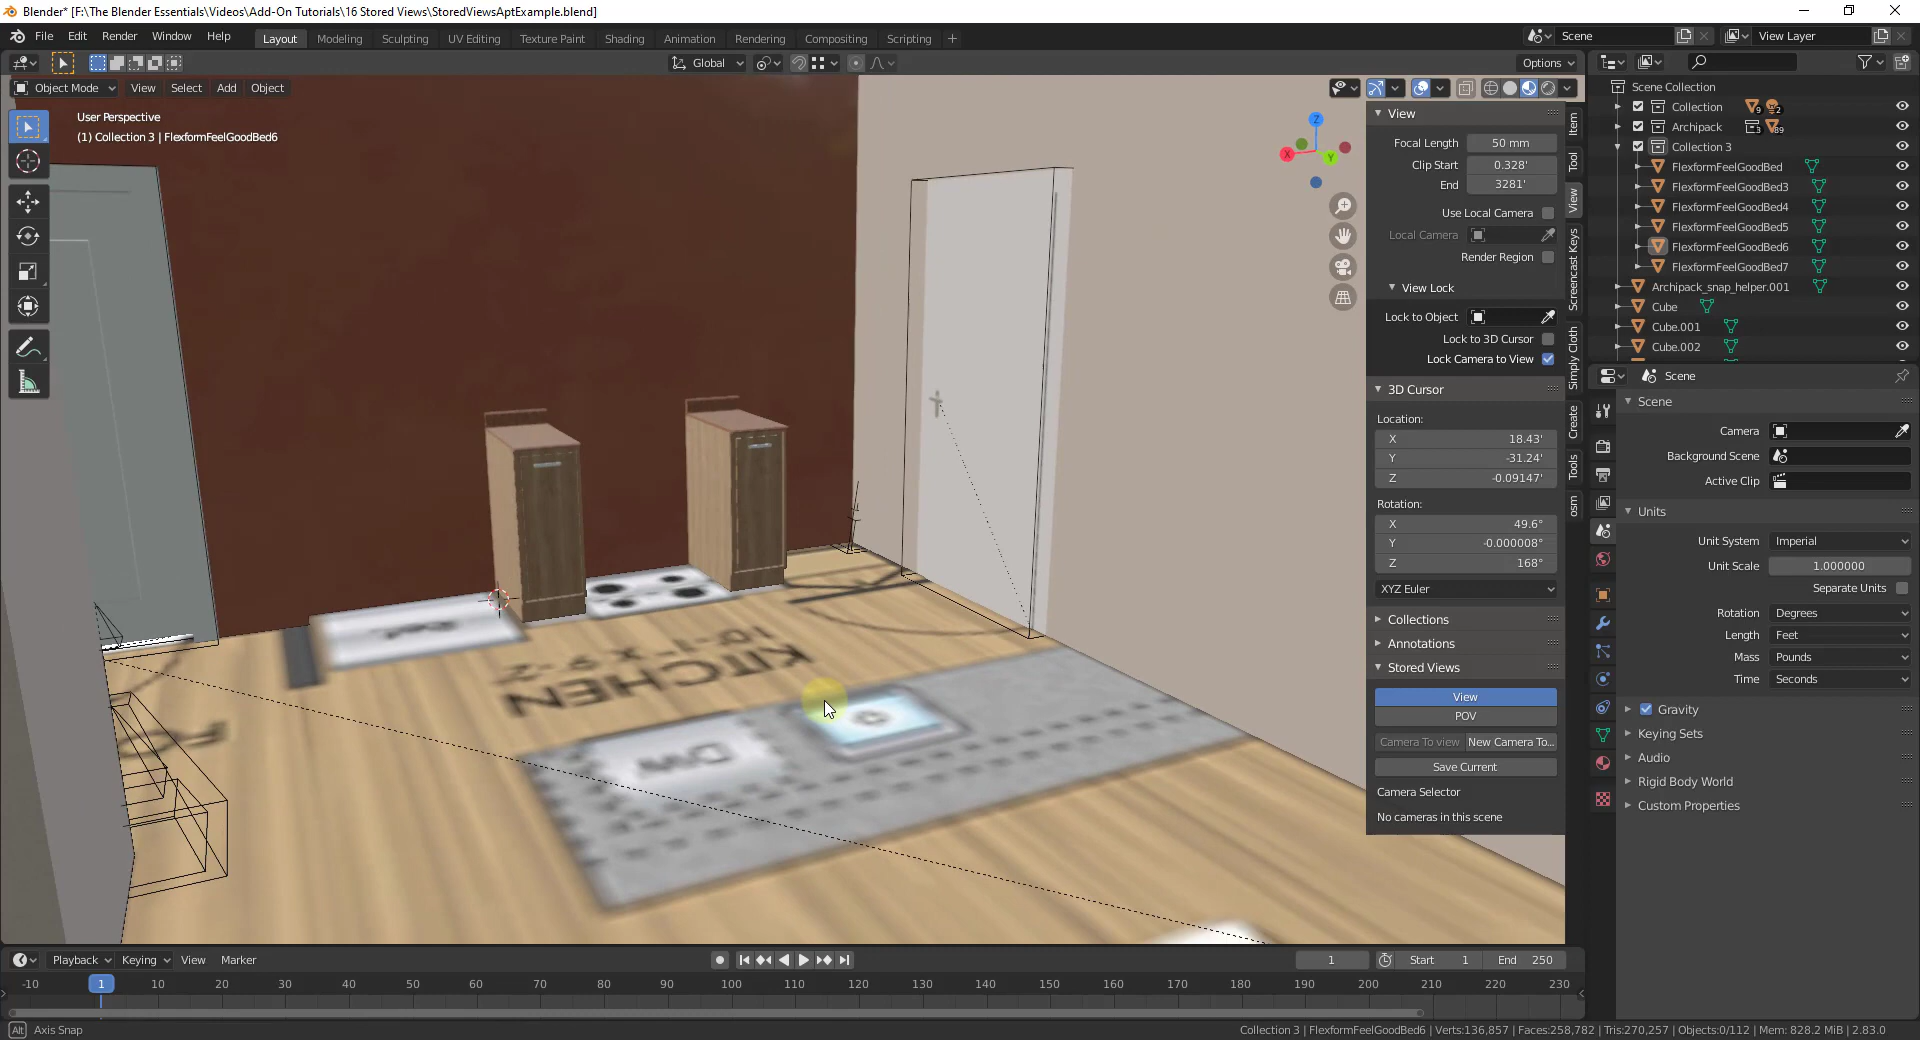 Blender* [F:\The Blender Essentials\Videos\Add-On Tutorials\16 Stored Views\StoredViewsAptExample.blend]
File Edit Render Window Help
Layout Modeling Sculpting UV Editing Texture Paint Shading Animation Rendering Compositing Scripting +
Scene
View Layer
Global
Options
Object Mode View Select Add Object
User Perspective
(1) Collection 3 | FlexformFeelGoodBed6
Z
X
Y
KITCHEN
DW
View
Focal Length 50 mm
Clip Start 0.328'
End 3281'
Use Local Camera
Local Camera
Render Region
View Lock
Lock to Object
Lock to 3D Cursor
Lock Camera to View
3D Cursor
Location:
X 18.43'
Y -31.24'
Z -0.09147'
Rotation:
X 49.6°
Y -0.000008°
Z 168°
XYZ Euler
Collections
Annotations
Stored Views
View
POV
Camera To view New Camera To...
Save Current
Camera Selector
No cameras in this scene
Item
Tool
View
Screencast Keys
Simply Cloth
Create
Tools
osm
Scene Collection
Collection 9 2
Archipack 3 89
Collection 3
FlexformFeelGoodBed
FlexformFeelGoodBed3
FlexformFeelGoodBed4
FlexformFeelGoodBed5
FlexformFeelGoodBed6
FlexformFeelGoodBed7
Archipack_snap_helper.001
Cube
Cube.001
Cube.002
Scene
Scene
Camera
Background Scene
Active Clip
Units
Unit System Imperial
Unit Scale 1.000000
Separate Units
Rotation Degrees
Length Feet
Mass Pounds
Time Seconds
Gravity
Keying Sets
Audio
Rigid Body World
Custom Properties
Playback Keying View Marker
1 Start 1 End 250
-10 1 10 20 30 40 50 60 70 80 90 100 110 120 130 140 150 160 170 180 190 200 210 220 230
Alt Axis Snap
Collection 3 | FlexformFeelGoodBed6 | Verts:136,857 | Faces:258,782 | Tris:270,257 | Objects:0/112 | Mem: 828.2 MiB | 2.83.0